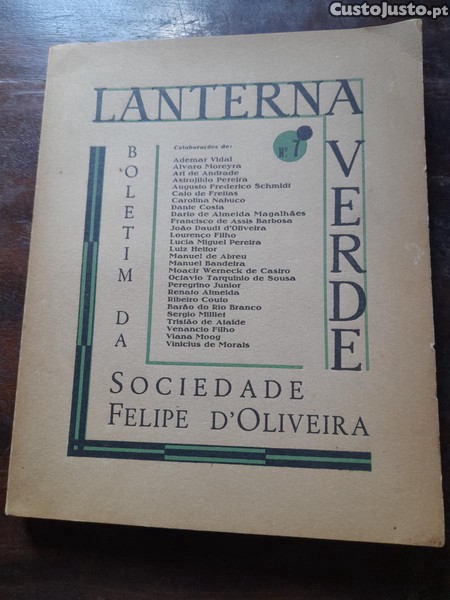 CustoJusto.pt
LANTERNA
VERDE
Nº 7
BOLETIM DA
Colaborações de:
Ademar Vidal
Alvaro Moreyra
Art de Andrade
Astrojildo Pereira
Augusto Frederico Schmidt
Caio de Freitas
Carolina Nabuco
Dante Costa
Dario de Almeida Magalhães
Francisco de Assis Barbosa
João Daudt d'Oliveira
Lourenço Filho
Lucia Miguel Pereira
Luiz Heitor
Manuel de Abreu
Manuel Bandeira
Moacir Werneck de Castro
Octavio Tarquinio de Sousa
Peregrino Junior
Renato Almeida
Ribeiro Couto
Barão do Rio Branco
Sergio Milliet
Tristão de Ataíde
Venancio Filho
Viana Moog
Vinicius de Morais
SOCIEDADE
FELIPE D'OLIVEIRA